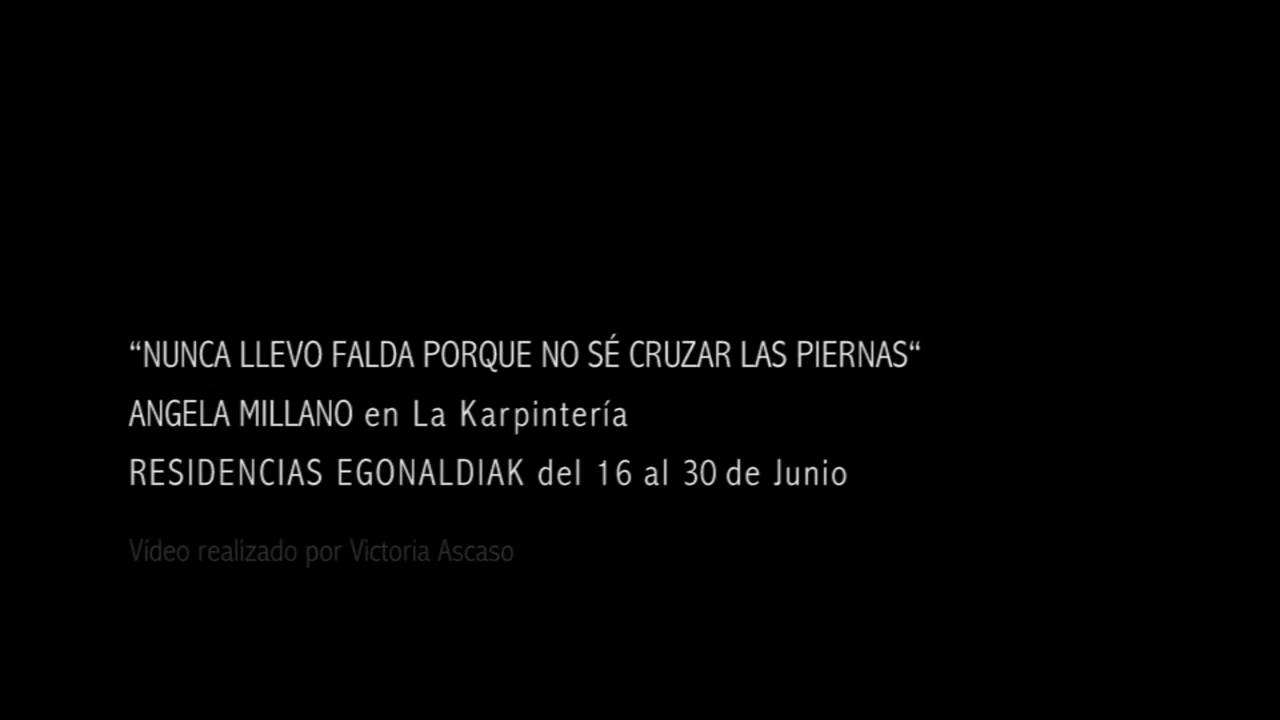 “NUNCA LLEVO FALDA PORQUE NO SÉ CRUZAR LAS PIERNAS“
ANGELA MILLANO en La Karpintería
RESIDENCIAS EGONALDIAK del 16 al 30 de Junio
Vídeo realizado por Victoria Ascaso